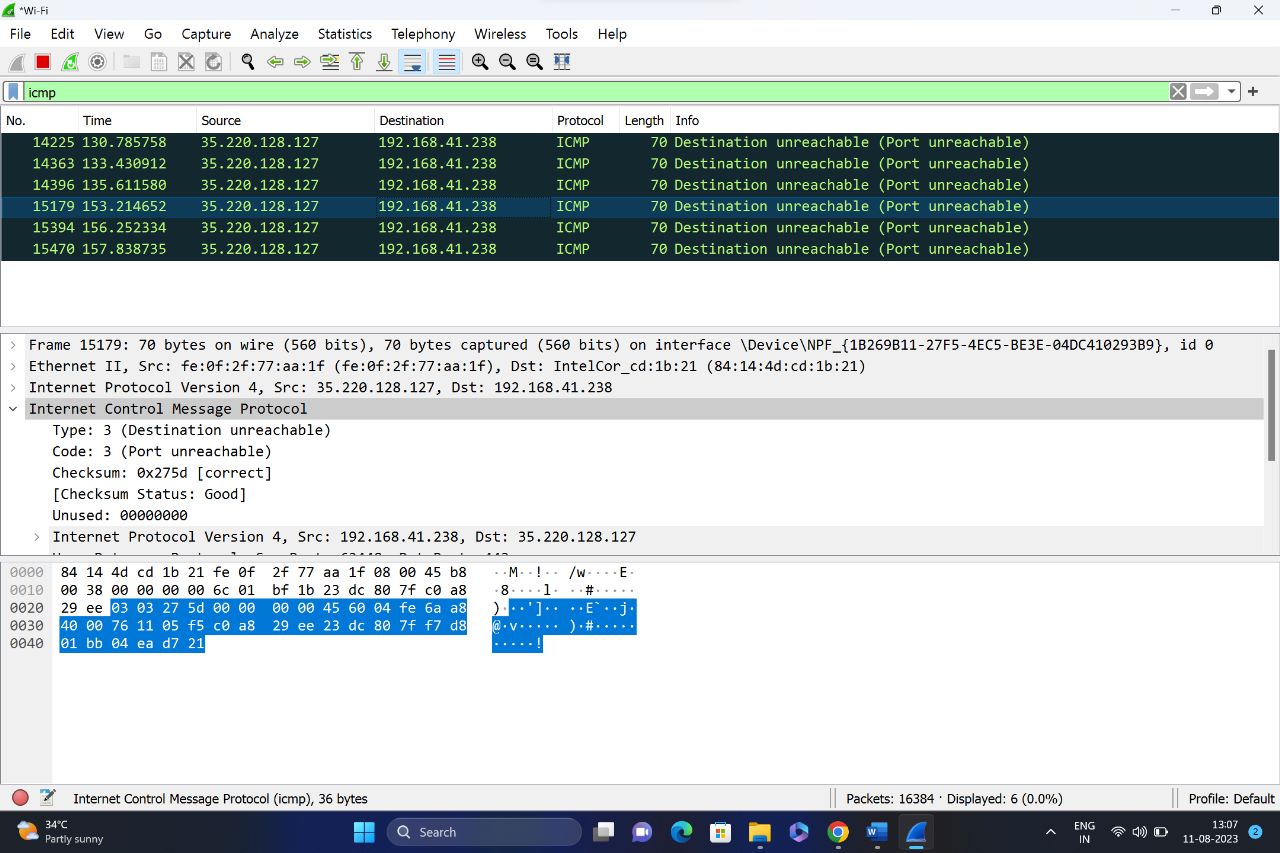 *Wi-Fi
File Edit View Go Capture Analyze Statistics Telephony Wireless Tools Help
icmp
No. Time Source Destination Protocol Length Info
14225 130.785758 35.220.128.127 192.168.41.238 ICMP 70 Destination unreachable (Port unreachable)
14363 133.430912 35.220.128.127 192.168.41.238 ICMP 70 Destination unreachable (Port unreachable)
14396 135.611580 35.220.128.127 192.168.41.238 ICMP 70 Destination unreachable (Port unreachable)
15179 153.214652 35.220.128.127 192.168.41.238 ICMP 70 Destination unreachable (Port unreachable)
15394 156.252334 35.220.128.127 192.168.41.238 ICMP 70 Destination unreachable (Port unreachable)
15470 157.838735 35.220.128.127 192.168.41.238 ICMP 70 Destination unreachable (Port unreachable)
Frame 15179: 70 bytes on wire (560 bits), 70 bytes captured (560 bits) on interface \Device\NPF_{1B269B11-27F5-4EC5-BE3E-04DC410293B9}, id 0
Ethernet II, Src: fe:0f:2f:77:aa:1f (fe:0f:2f:77:aa:1f), Dst: IntelCor_cd:1b:21 (84:14:4d:cd:1b:21)
Internet Protocol Version 4, Src: 35.220.128.127, Dst: 192.168.41.238
Internet Control Message Protocol
Type: 3 (Destination unreachable)
Code: 3 (Port unreachable)
Checksum: 0x275d [correct]
[Checksum Status: Good]
Unused: 00000000
Internet Protocol Version 4, Src: 192.168.41.238, Dst: 35.220.128.127
0000 84 14 4d cd 1b 21 fe 0f 2f 77 aa 1f 08 00 45 b8 ··M··!·· /w····E·
0010 00 38 00 00 00 00 6c 01 bf 1b 23 dc 80 7f c0 a8 ·8····l· ··#·····
0020 29 ee 03 03 27 5d 00 00 00 00 45 60 04 fe 6a a8 )···']·· ··E`··j·
0030 40 00 76 11 05 f5 c0 a8 29 ee 23 dc 80 7f f7 d8 @·v····· )·#·····
0040 01 bb 04 ea d7 21 ·····!
Internet Control Message Protocol (icmp), 36 bytes
Packets: 16384 · Displayed: 6 (0.0%)
Profile: Default
34°C
Partly sunny
Search
ENG
IN
13:07
11-08-2023
2